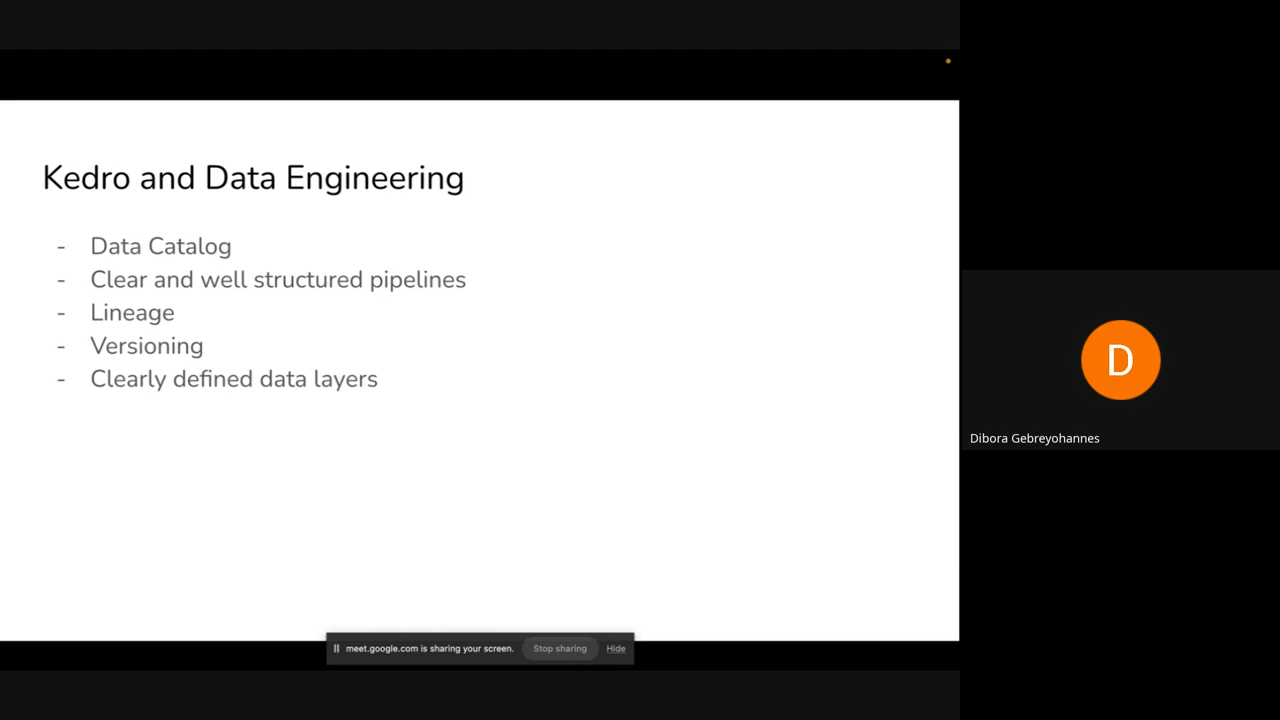 Kedro and Data Engineering
- Data Catalog
- Clear and well structured pipelines
- Lineage
- Versioning
- Clearly defined data layers
D
Dibora Gebreyohannes
meet.google.com is sharing your screen. Stop sharing Hide